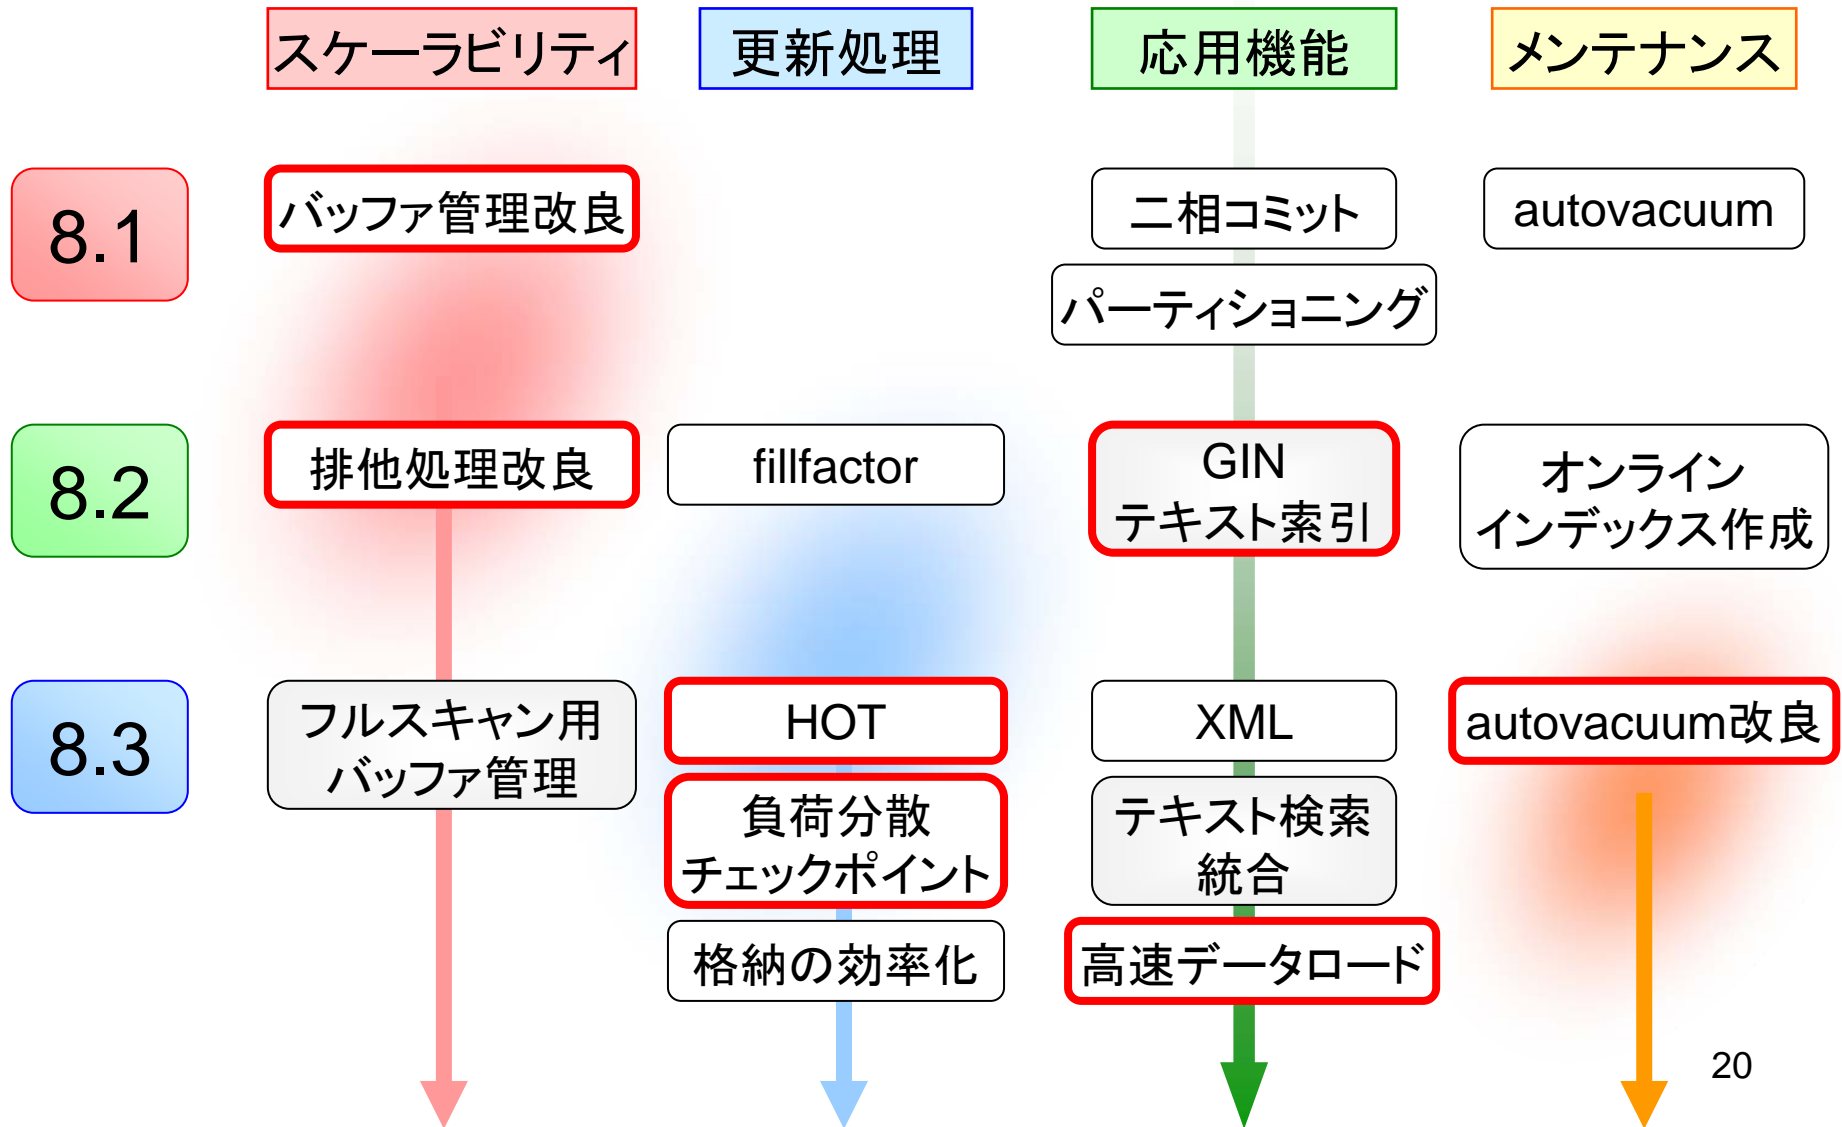 スケーラビリティ
更新処理
応用機能
メンテナンス
8.1
バッファ管理改良
二相コミット
autovacuum
パーティショニング
8.2
排他処理改良
fillfactor
GIN
テキスト索引
オンライン
インデックス作成
8.3
フルスキャン用
バッファ管理
HOT
XML
autovacuum改良
負荷分散
チェックポイント
テキスト検索
統合
格納の効率化
高速データロード
20